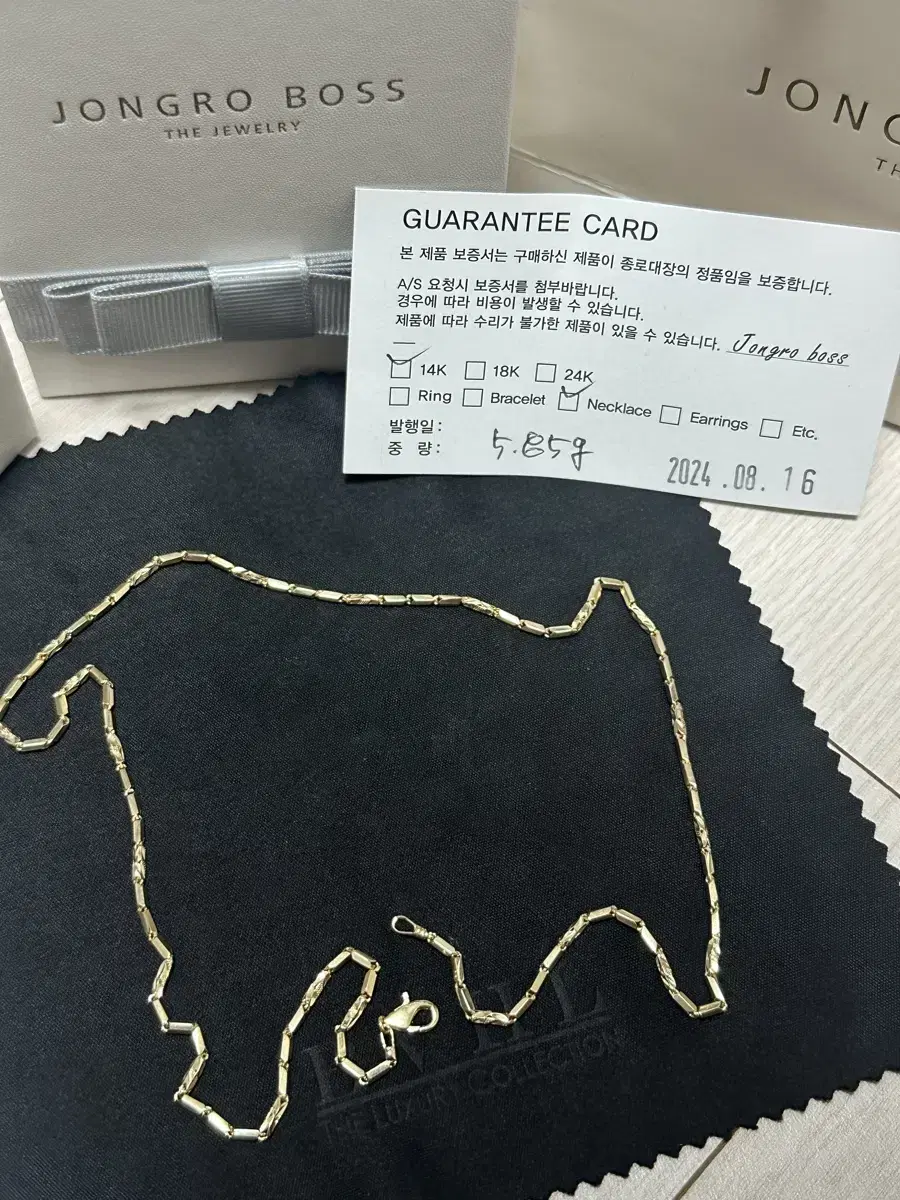 JONGRO BOSS
THE JEWELRY
JONG
TH
GUARANTEE CARD
본 제품 보증서는 구매하신 제품이 종로대장의 정품임을 보증합니다.
A/S 요청시 보증서를 첨부바랍니다.
경우에 따라 비용이 발생할 수 있습니다.
제품에 따라 수리가 불가한 제품이 있을 수 있습니다. Jongro boss
14K 18K 24K
Ring Bracelet Necklace Earrings Etc.
발행일:
중 량: 5.85g 2024.08.16
THE LUXURY COLLECTION